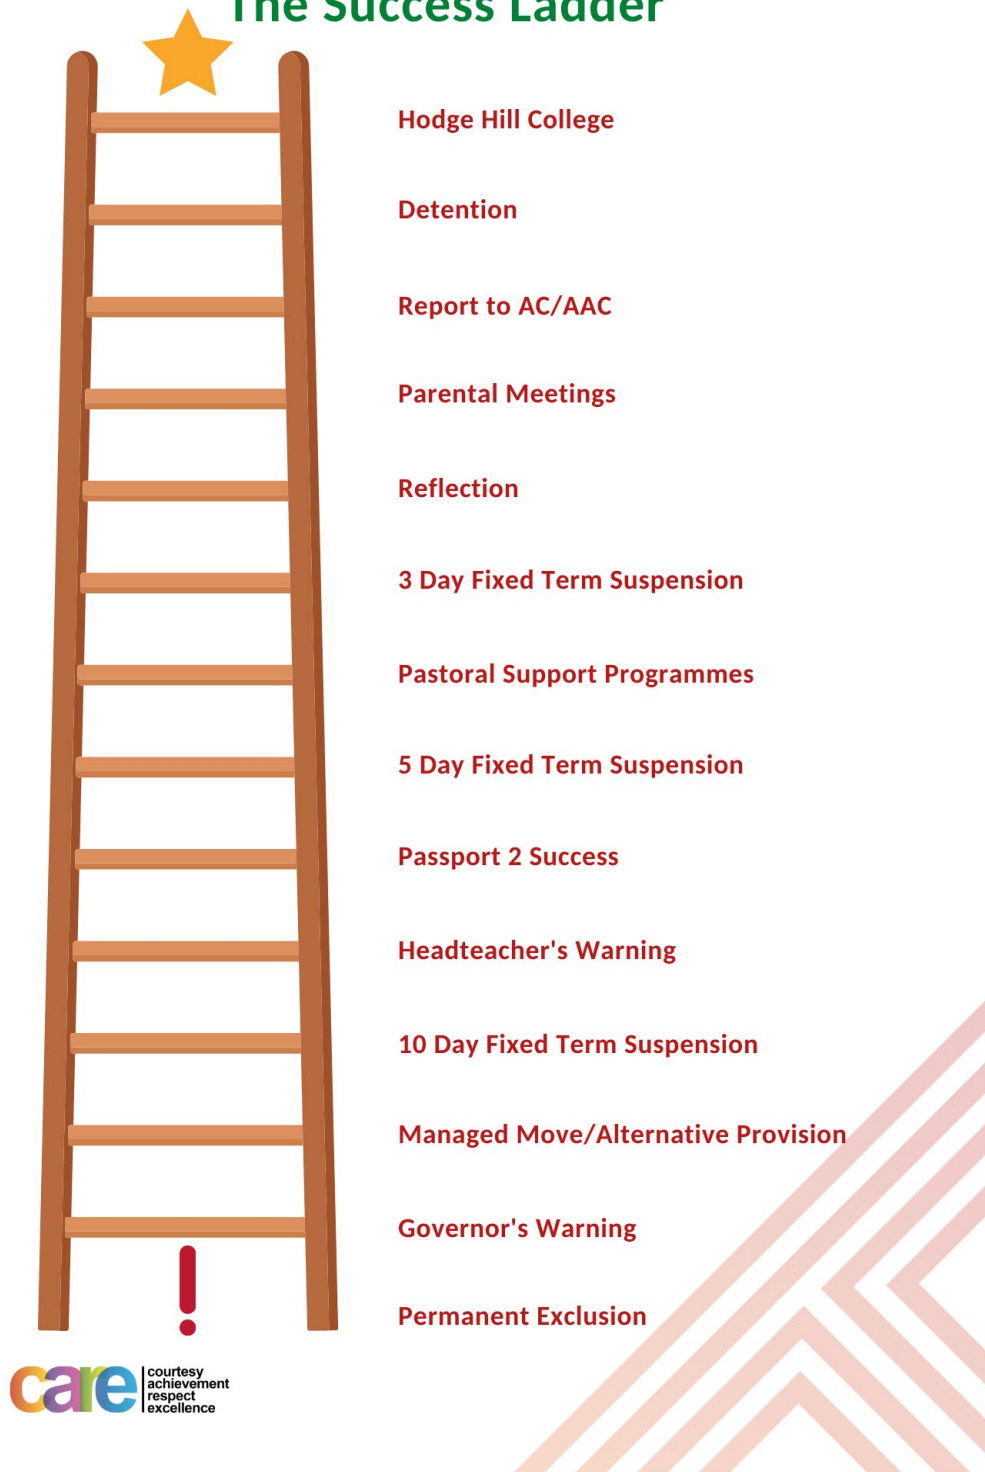 The Success Ladder
Hodge Hill College
Detention
Report to AC/AAC
Parental Meetings
Reflection
3 Day Fixed Term Suspension
Pastoral Support Programmes
5 Day Fixed Term Suspension
Passport 2 Success
Headteacher's Warning
10 Day Fixed Term Suspension
Managed Move/Alternative Provision
Governor's Warning
Permanent Exclusion
care
courtesy
achievement
respect
excellence